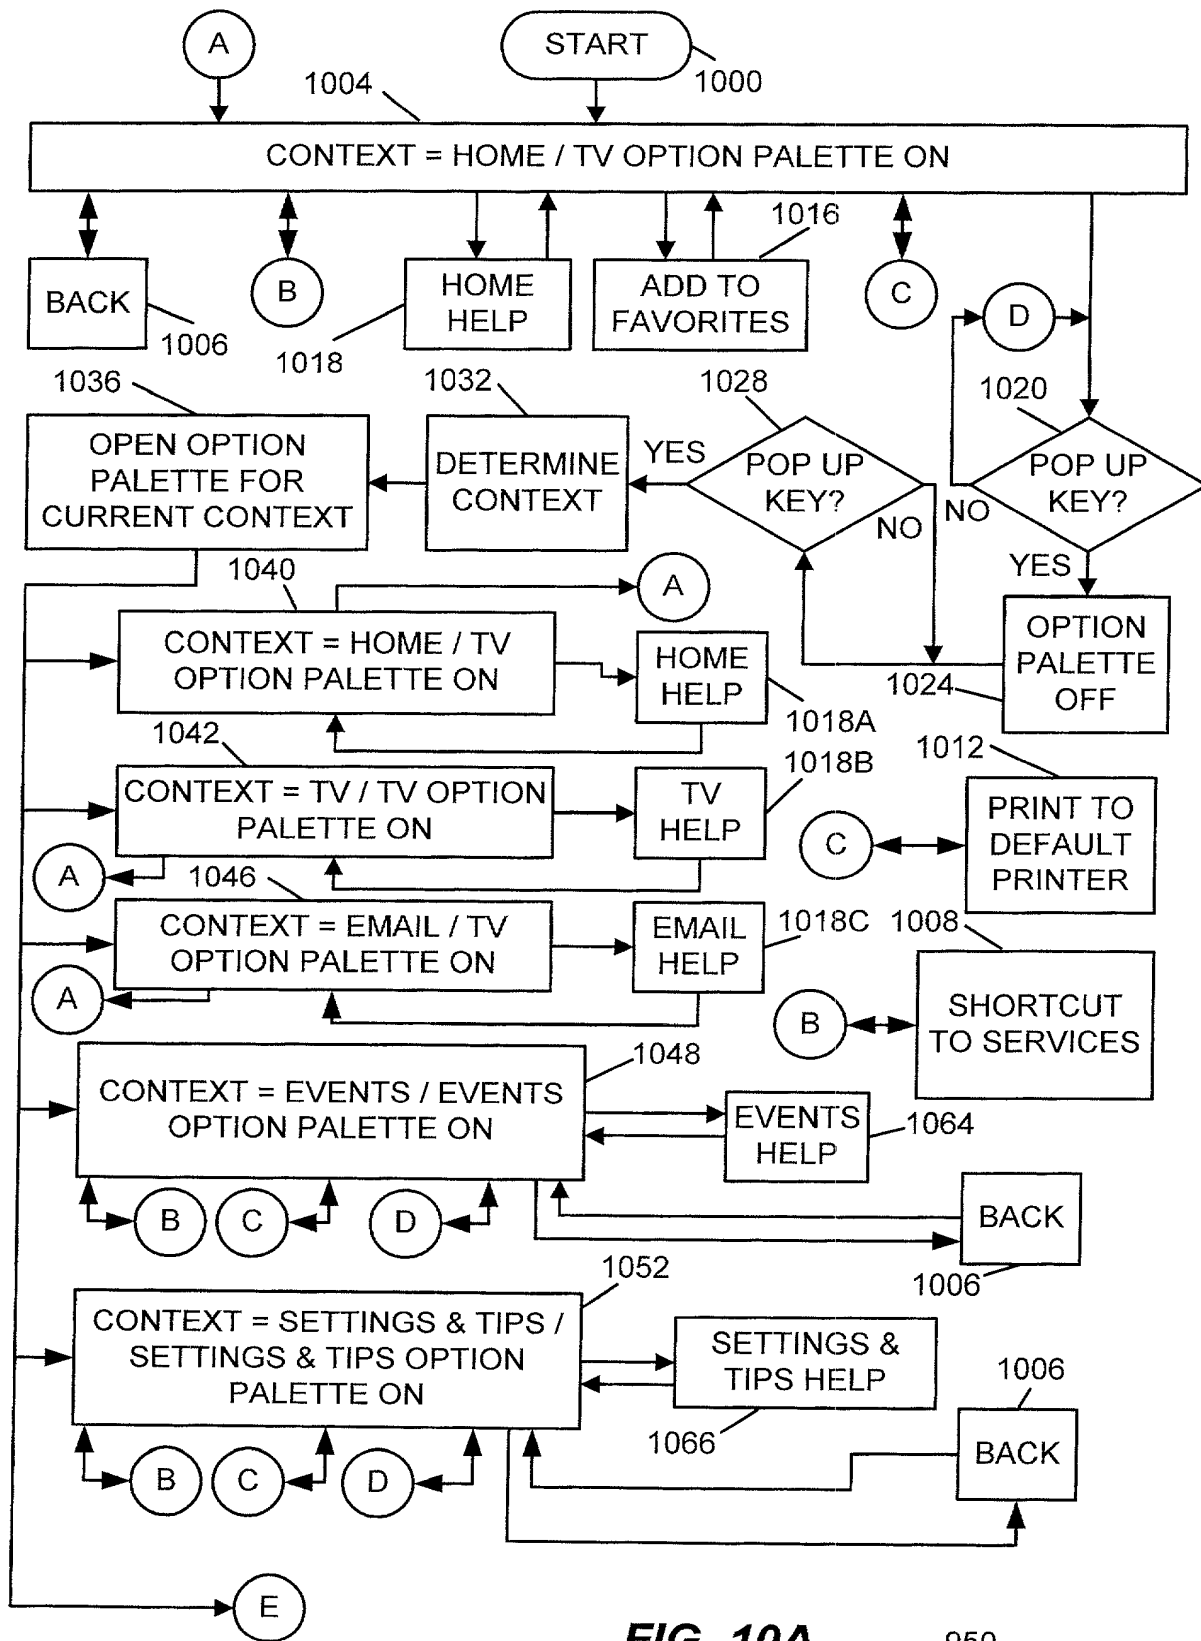 A
START
1000
1004
CONTEXT = HOME / TV OPTION PALETTE ON
BACK
1006
B
HOME
HELP
1018
1016
ADD TO
FAVORITES
C
D
1036
OPEN OPTION
PALETTE FOR
CURRENT CONTEXT
1032
DETERMINE
CONTEXT
YES
1028
POP UP
KEY?
NO
1020
POP UP
KEY?
NO
YES
OPTION
PALETTE
OFF
1024
1040
CONTEXT = HOME / TV
OPTION PALETTE ON
A
HOME
HELP
1018A
1042
CONTEXT = TV / TV OPTION
PALETTE ON
TV
HELP
1018B
A
1012
PRINT TO
DEFAULT
PRINTER
C
1046
CONTEXT = EMAIL / TV
OPTION PALETTE ON
EMAIL
HELP
1018C
A
1008
SHORTCUT
TO SERVICES
B
1048
CONTEXT = EVENTS / EVENTS
OPTION PALETTE ON
EVENTS
HELP
1064
B
C
D
BACK
1006
1052
CONTEXT = SETTINGS & TIPS /
SETTINGS & TIPS OPTION
PALETTE ON
SETTINGS &
TIPS HELP
1066
1006
BACK
B
C
D
E
FIG. 10A
950